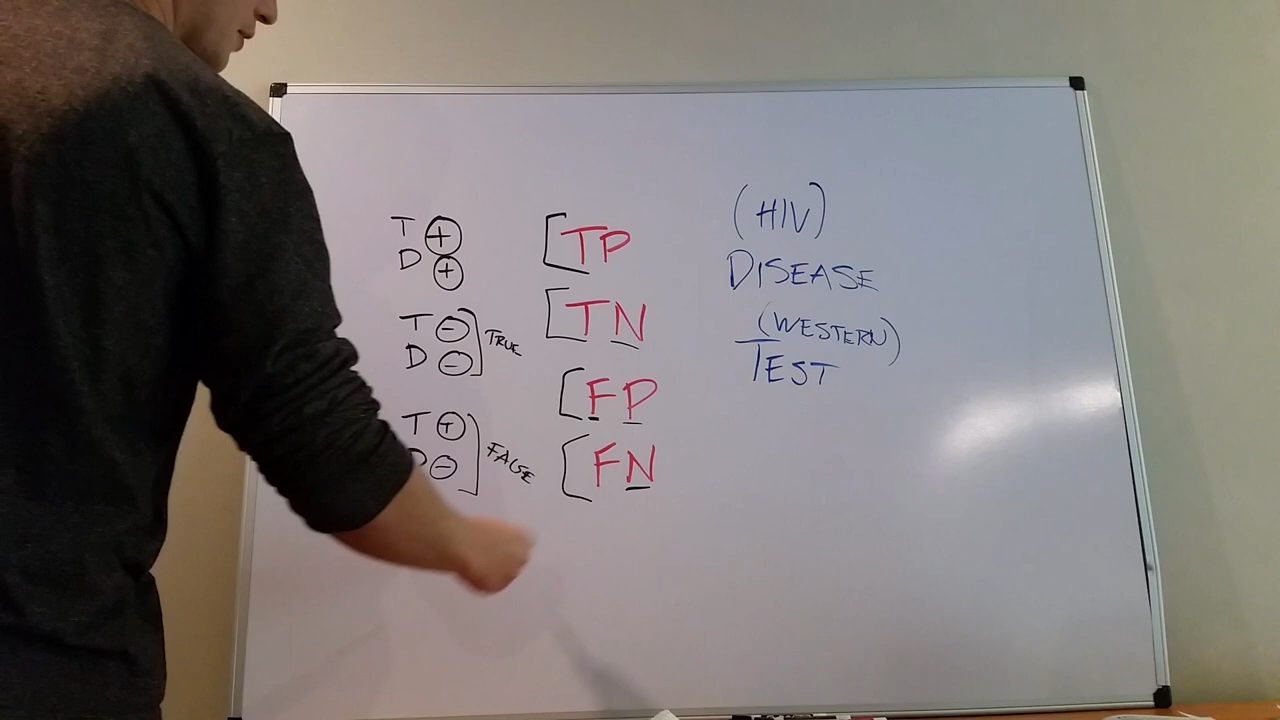 T +
D +
T -
D -
TRUE
T +
D -
FALSE
[TP
[TN
[FP
[FN
(HIV)
DISEASE
(WESTERN)
TEST